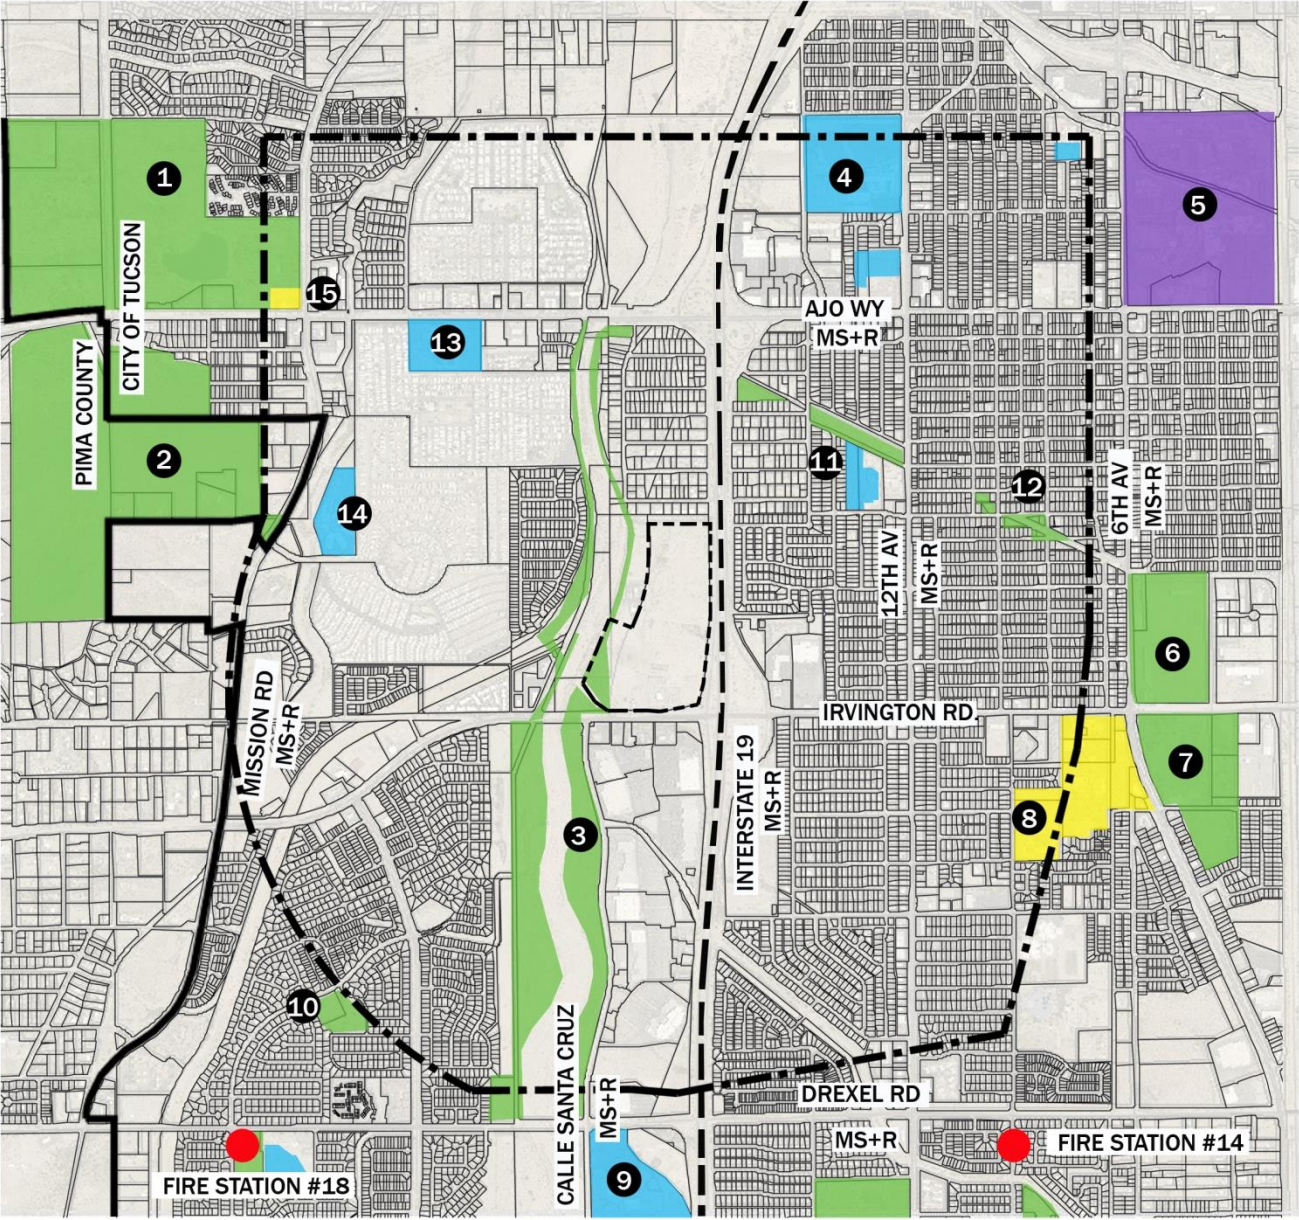 1
4
5
CITY OF TUCSON
15
AJO WY
MS+R
13
PIMA COUNTY
2
11
12
6TH AV
MS+R
14
12TH AV
MS+R
6
MISSION RD
MS+R
IRVINGTON RD.
INTERSTATE 19
MS+R
7
8
3
10
CALLE SANTA CRUZ
MS+R
DREXEL RD
MS+R
FIRE STATION #14
FIRE STATION #18
9